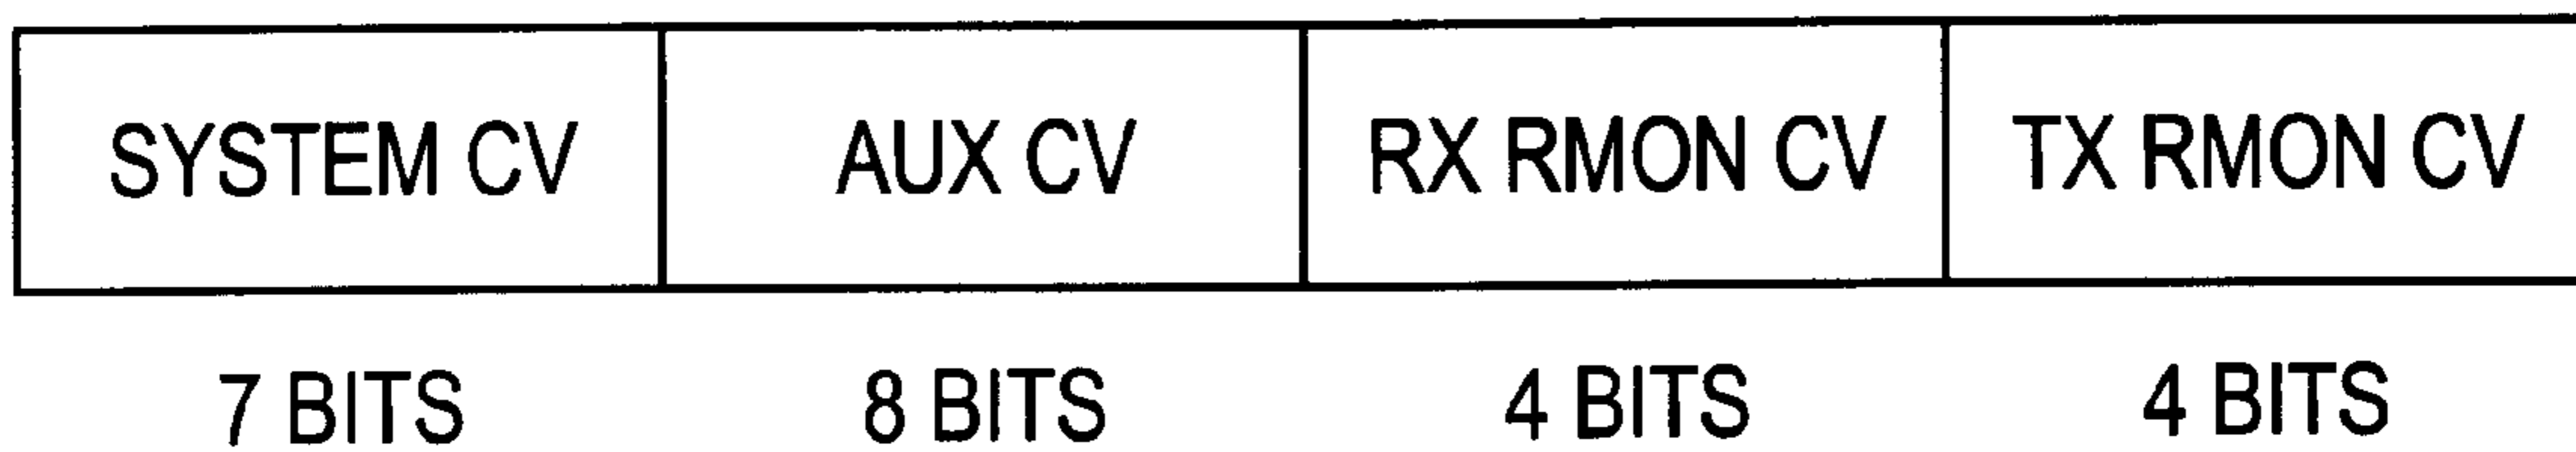 SYSTEM CV AUX CV RX RMON CV TX RMON CV
7 BITS 8 BITS 4 BITS 4 BITS